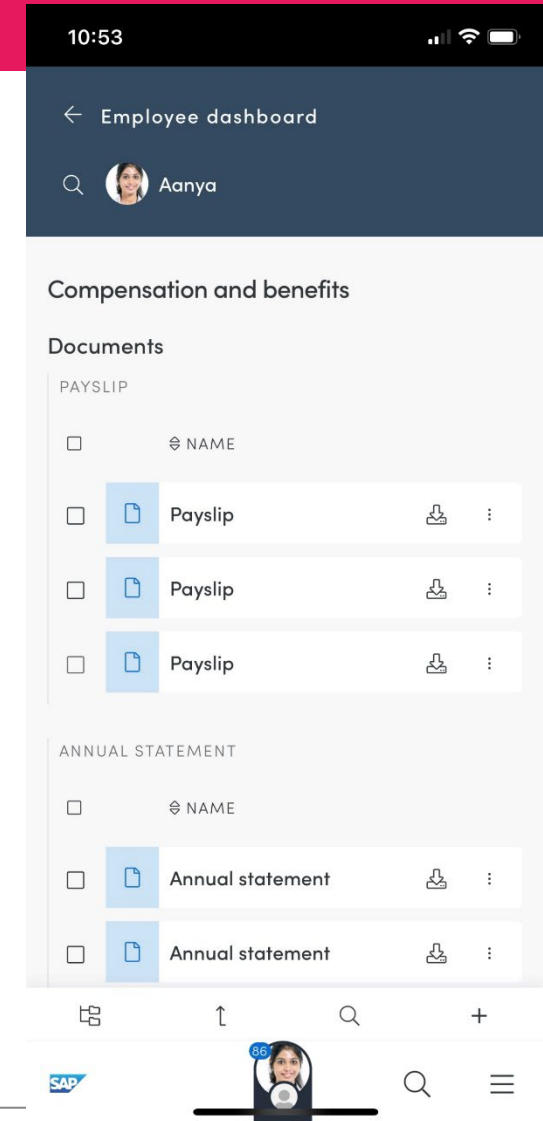 10:53
Employee dashboard
Aanya
Compensation and benefits
Documents
PAYSLIP
NAME
Payslip
Payslip
Payslip
ANNUAL STATEMENT
NAME
Annual statement
Annual statement
86
SAP